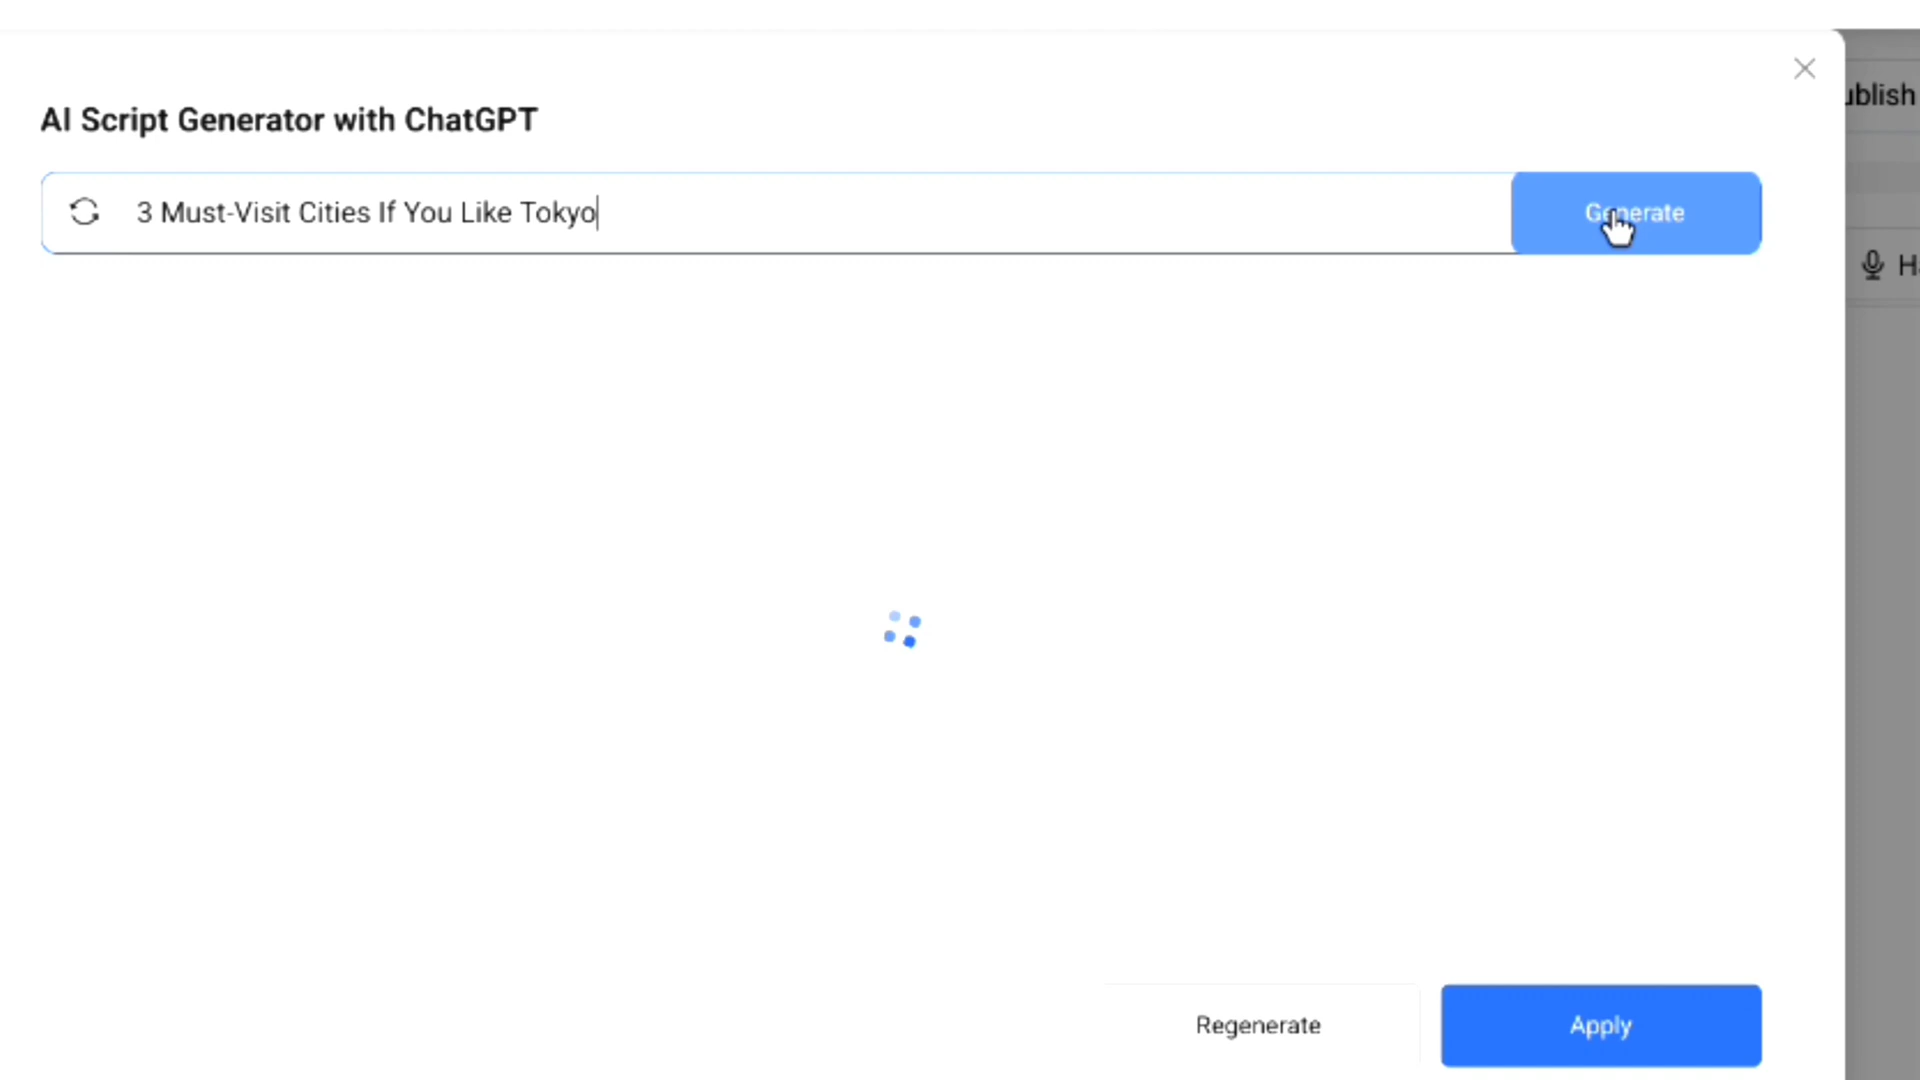 AI Script Generator with ChatGPT
3 Must-Visit Cities If You Like Tokyo
Generate
Regenerate
Apply